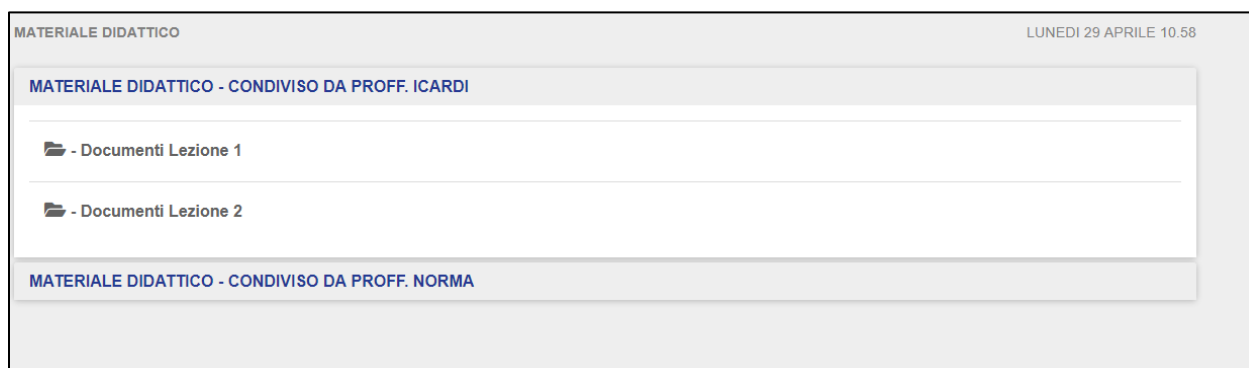 MATERIALE DIDATTICO LUNEDI 29 APRILE 10.58
MATERIALE DIDATTICO - CONDIVISO DA PROFF. ICARDI
- Documenti Lezione 1
- Documenti Lezione 2
MATERIALE DIDATTICO - CONDIVISO DA PROFF. NORMA